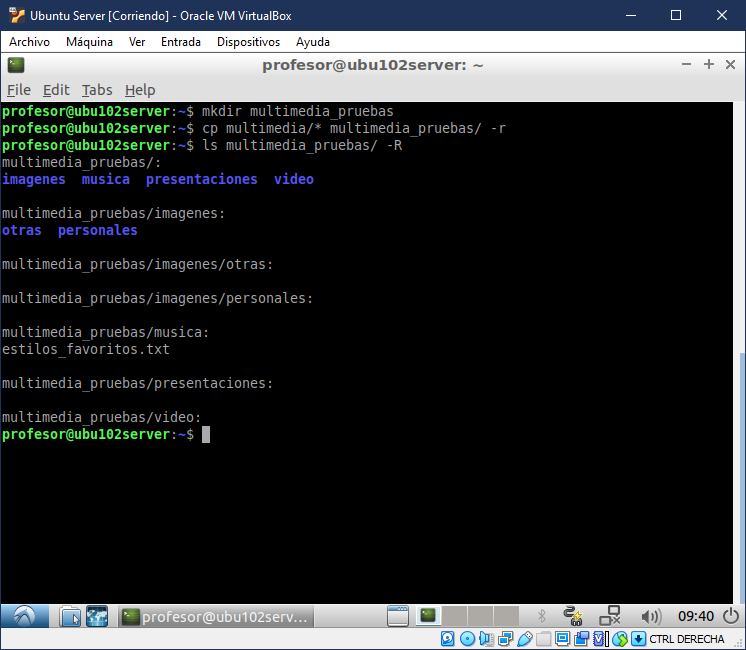 Ubuntu Server [Corriendo] - Oracle VM VirtualBox
Archivo Máquina Ver Entrada Dispositivos Ayuda
profesor@ubu102server: ~
File Edit Tabs Help
profesor@ubu102server:~$ mkdir multimedia_pruebas
profesor@ubu102server:~$ cp multimedia/* multimedia_pruebas/ -r
profesor@ubu102server:~$ ls multimedia_pruebas/ -R
multimedia_pruebas/:
imagenes musica presentaciones video
multimedia_pruebas/imagenes:
otras personales
multimedia_pruebas/imagenes/otras:
multimedia_pruebas/imagenes/personales:
multimedia_pruebas/musica:
estilos_favoritos.txt
multimedia_pruebas/presentaciones:
multimedia_pruebas/video:
profesor@ubu102server:~$
profesor@ubu102serv... 09:40
CTRL DERECHA